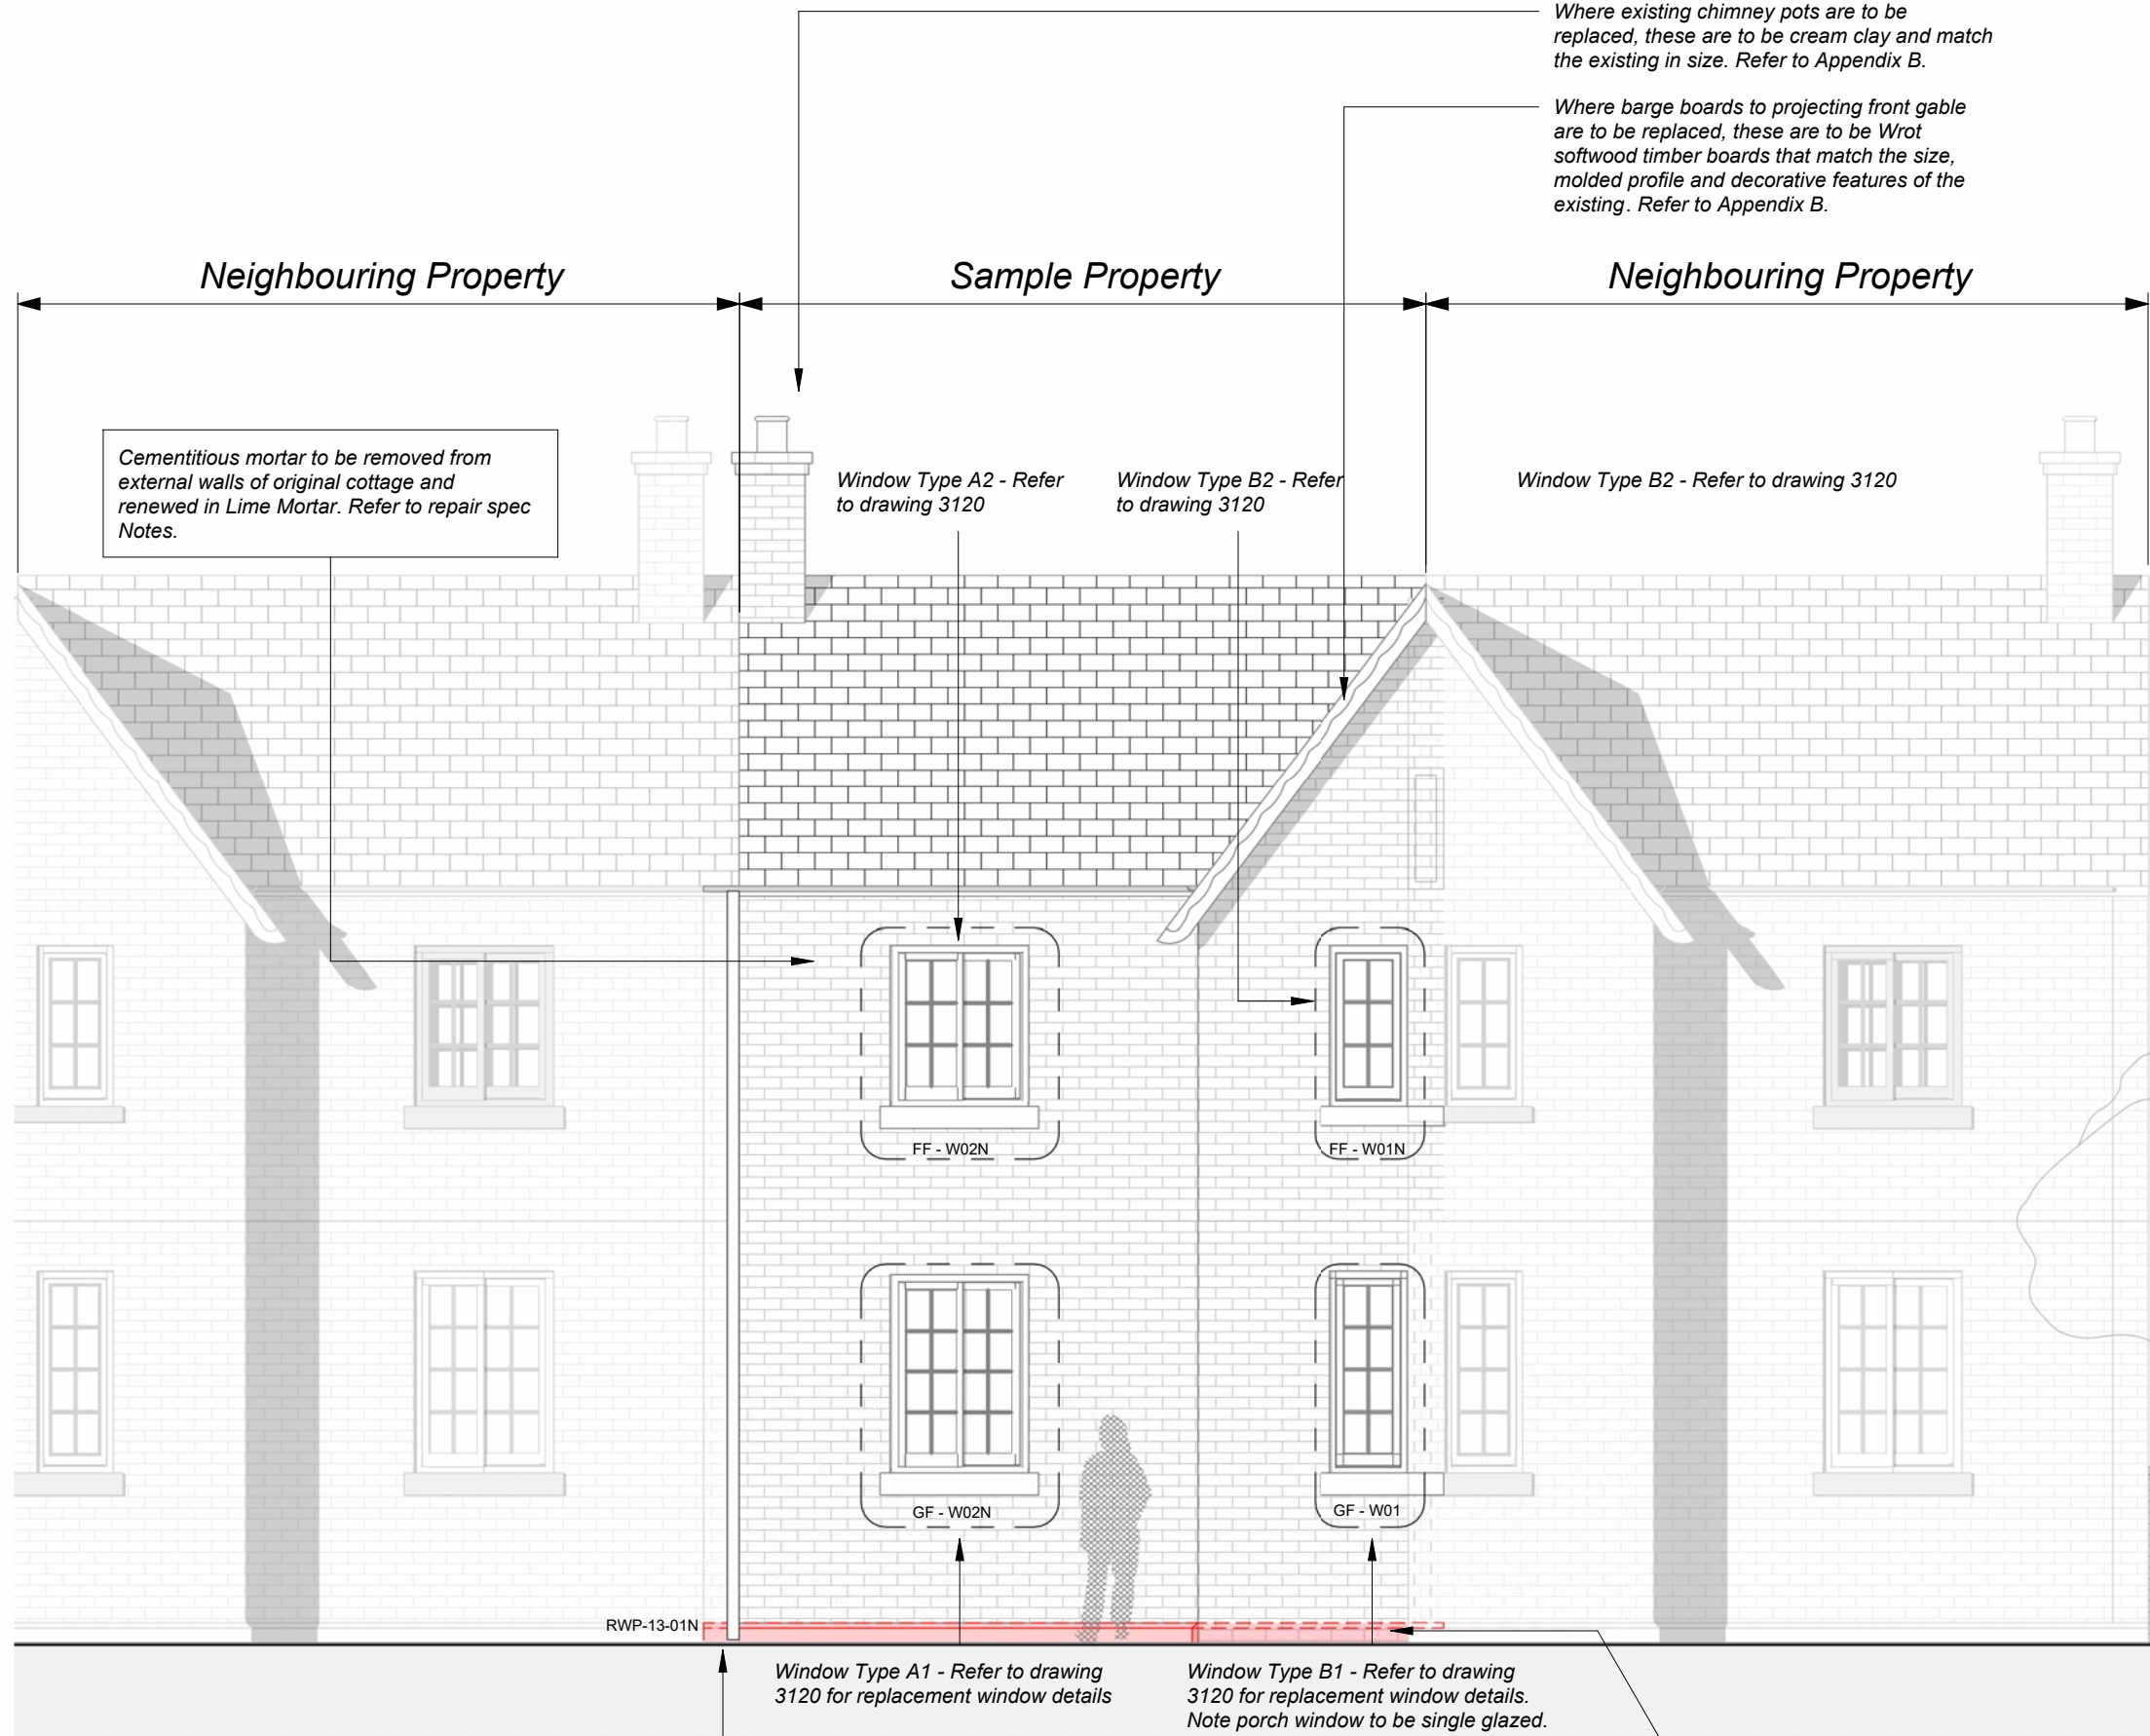 Where existing chimney pots are to be
replaced, these are to be cream clay and match
the existing in size. Refer to Appendix B.
Where barge boards to projecting front gable
are to be replaced, these are to be Wrot
softwood timber boards that match the size,
molded profile and decorative features of the
existing. Refer to Appendix B.
Neighbouring Property
Sample Property
Neighbouring Property
Cementitious mortar to be removed from
external walls of original cottage and
renewed in Lime Mortar. Refer to repair spec
Notes.
Window Type A2 - Refer
to drawing 3120
Window Type B2 - Refer
to drawing 3120
Window Type B2 - Refer to drawing 3120
FF - W02N
FF - W01N
GF - W02N
GF - W01
RWP-13-01N
Window Type A1 - Refer to drawing
3120 for replacement window details
Window Type B1 - Refer to drawing
3120 for replacement window details.
Note porch window to be single glazed.